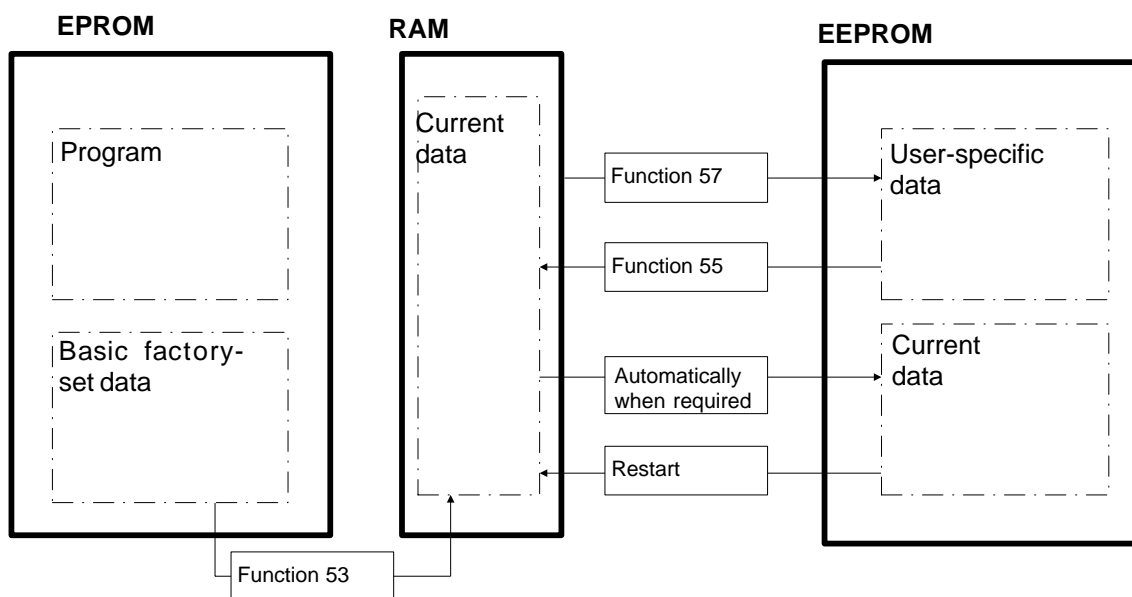 EPROM
RAM
EEPROM
Program
Basic factory-
set data
Current
data
Function 57
Function 55
Automatically
when required
Restart
User-specific
data
Current
data
Function 53